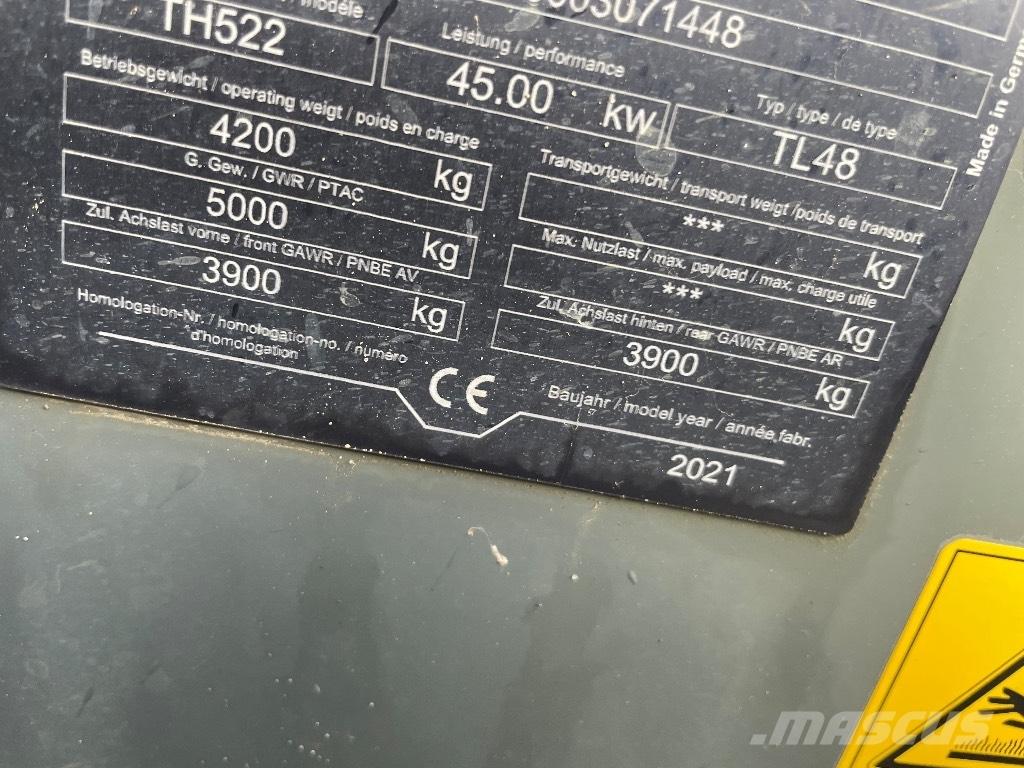 modèle
TH522
3071448
Leistung / performance
45.00 kw
Typ / type / de type
TL48
Betriebsgewicht / operating weigt / poids en charge
4200 kg
Transportgewicht / transport weigt /poids de transport
*** kg
G. Gew. / GWR / PTAC
5000 kg
Max. Nutzlast / max. payload / max. charge utile
*** kg
Zul. Achslast vorne / front GAWR / PNBE AV
3900 kg
Zul. Achslast hinten / rear GAWR / PNBE AR
3900 kg
Homologation-Nr. / homologation-no. / numéro
d'homologation
CE
Baujahr / model year / année fabr.
2021
Made in Germ
MASCUS